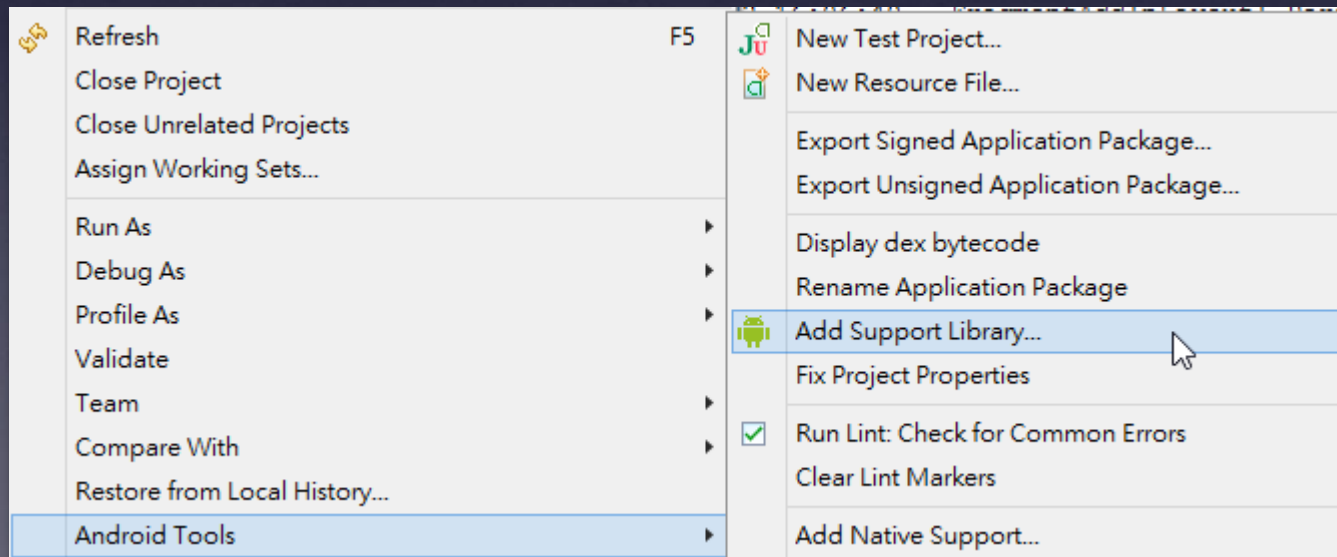 Refresh F5
Close Project
Close Unrelated Projects
Assign Working Sets...
Run As
Debug As
Profile As
Validate
Team
Compare With
Restore from Local History...
Android Tools
New Test Project...
New Resource File...
Export Signed Application Package...
Export Unsigned Application Package...
Display dex bytecode
Rename Application Package
Add Support Library...
Fix Project Properties
Run Lint: Check for Common Errors
Clear Lint Markers
Add Native Support...